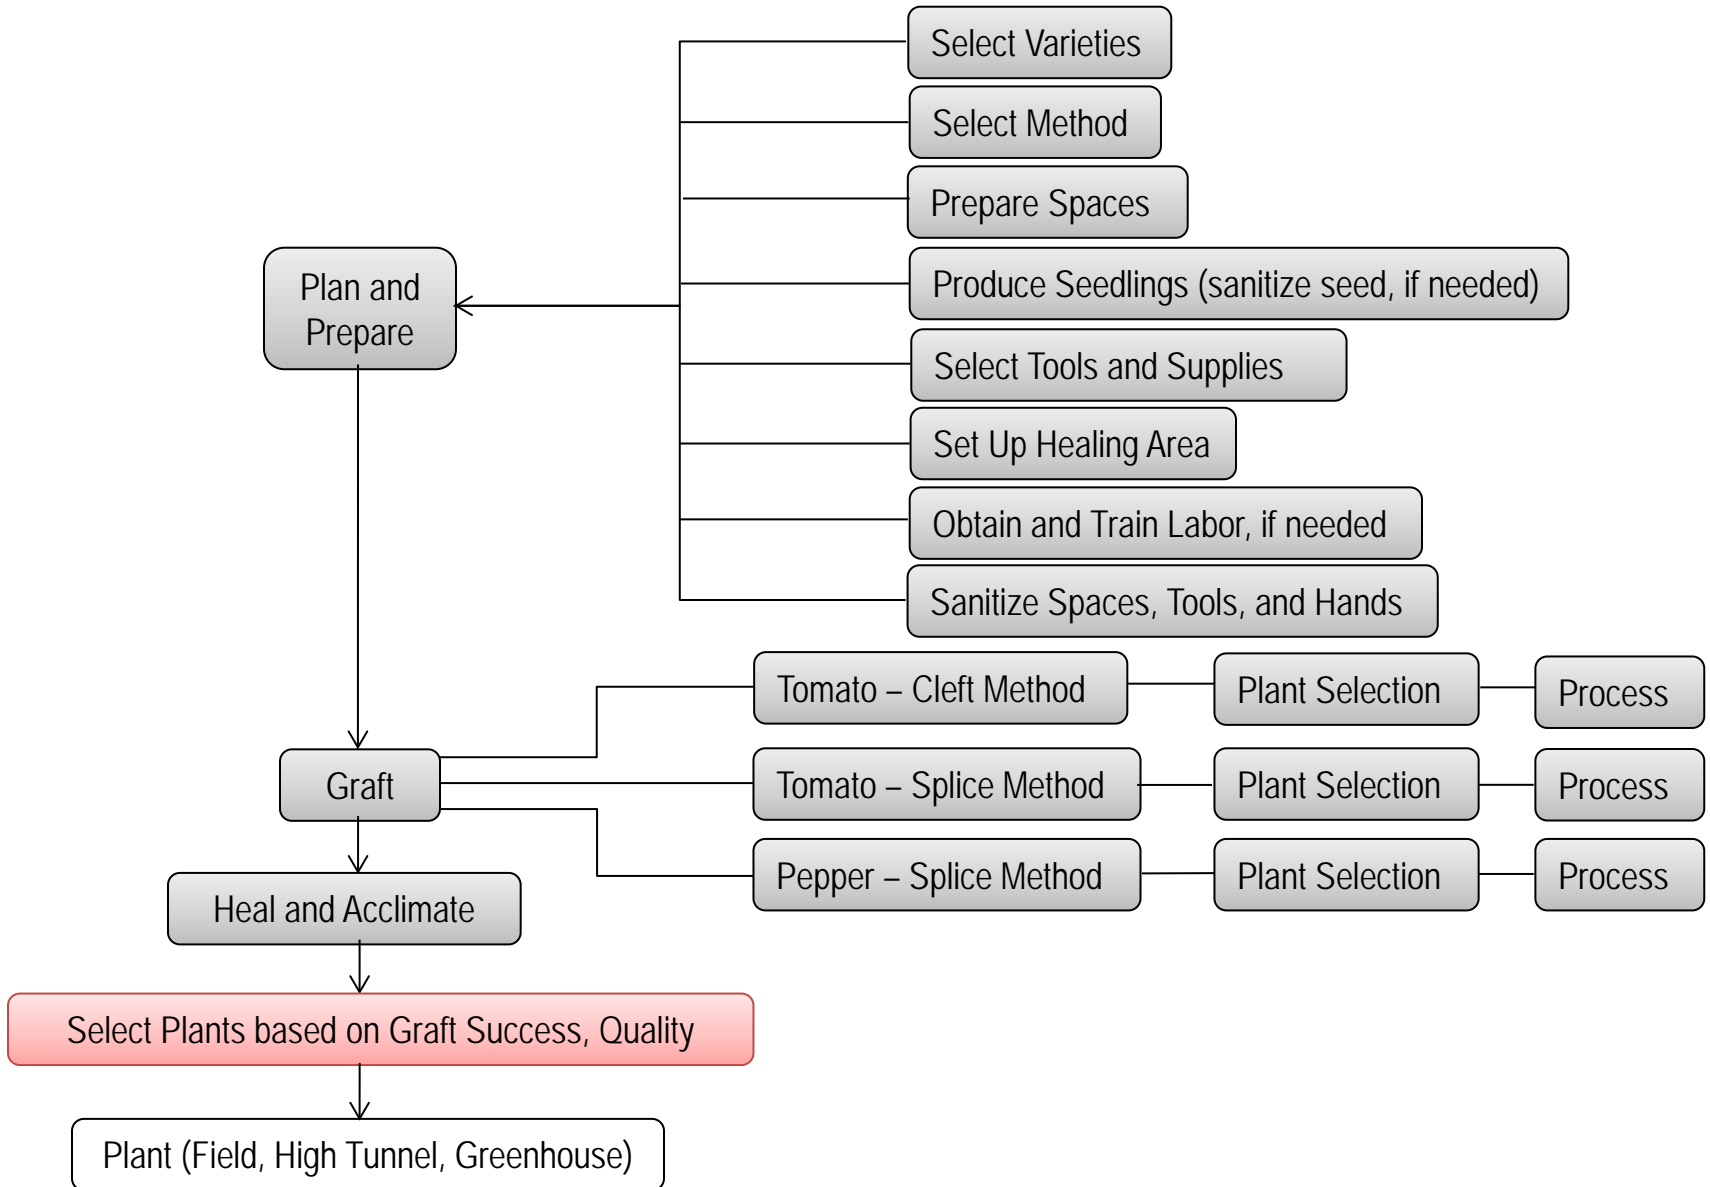 Select Varieties
Select Method
Prepare Spaces
Produce Seedlings (sanitize seed, if needed)
Plan and
Prepare
Select Tools and Supplies
Set Up Healing Area
Obtain and Train Labor, if needed
Sanitize Spaces, Tools, and Hands
Tomato – Cleft Method
Plant Selection
Process
Graft
Tomato – Splice Method
Plant Selection
Process
Pepper – Splice Method
Plant Selection
Process
Heal and Acclimate
Select Plants based on Graft Success, Quality
Plant (Field, High Tunnel, Greenhouse)